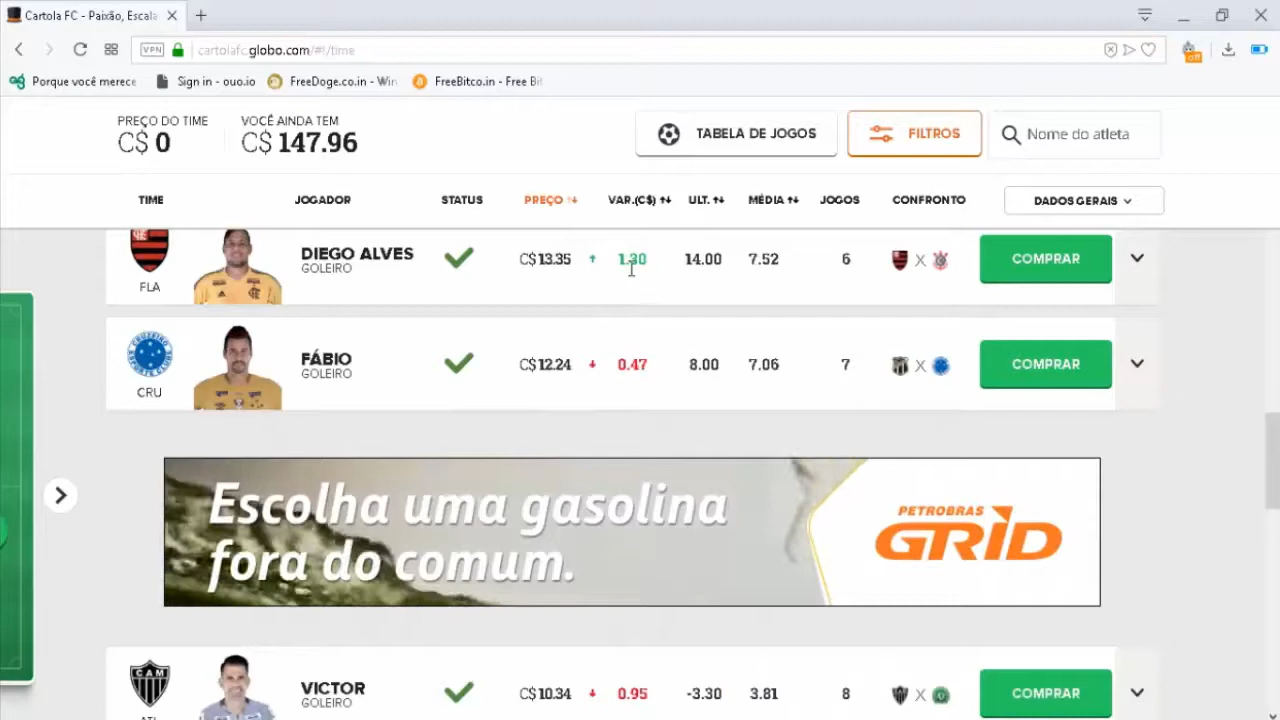 Cartola FC - Paixão, Escala
VPN cartolafc.globo.com/#!/time
off
Porque você merece Sign in - ouo.io FreeDoge.co.in - Win FreeBitco.in - Free Bit
PREÇO DO TIME
C$ 0
VOCÊ AINDA TEM
C$ 147.96
TABELA DE JOGOS
FILTROS
Nome do atleta
TIME JOGADOR STATUS PREÇO VAR.(C$) ULT. MÉDIA JOGOS CONFRONTO DADOS GERAIS
FLA
DIEGO ALVES
GOLEIRO
C$ 13.35 1.30 14.00 7.52 6 X COMPRAR
CRU
FÁBIO
GOLEIRO
C$ 12.24 0.47 8.00 7.06 7 X COMPRAR
Escolha uma gasolina
fora do comum.
PETROBRAS
GRID
CAM
VICTOR
GOLEIRO
C$ 10.34 0.95 -3.30 3.81 8 X COMPRAR